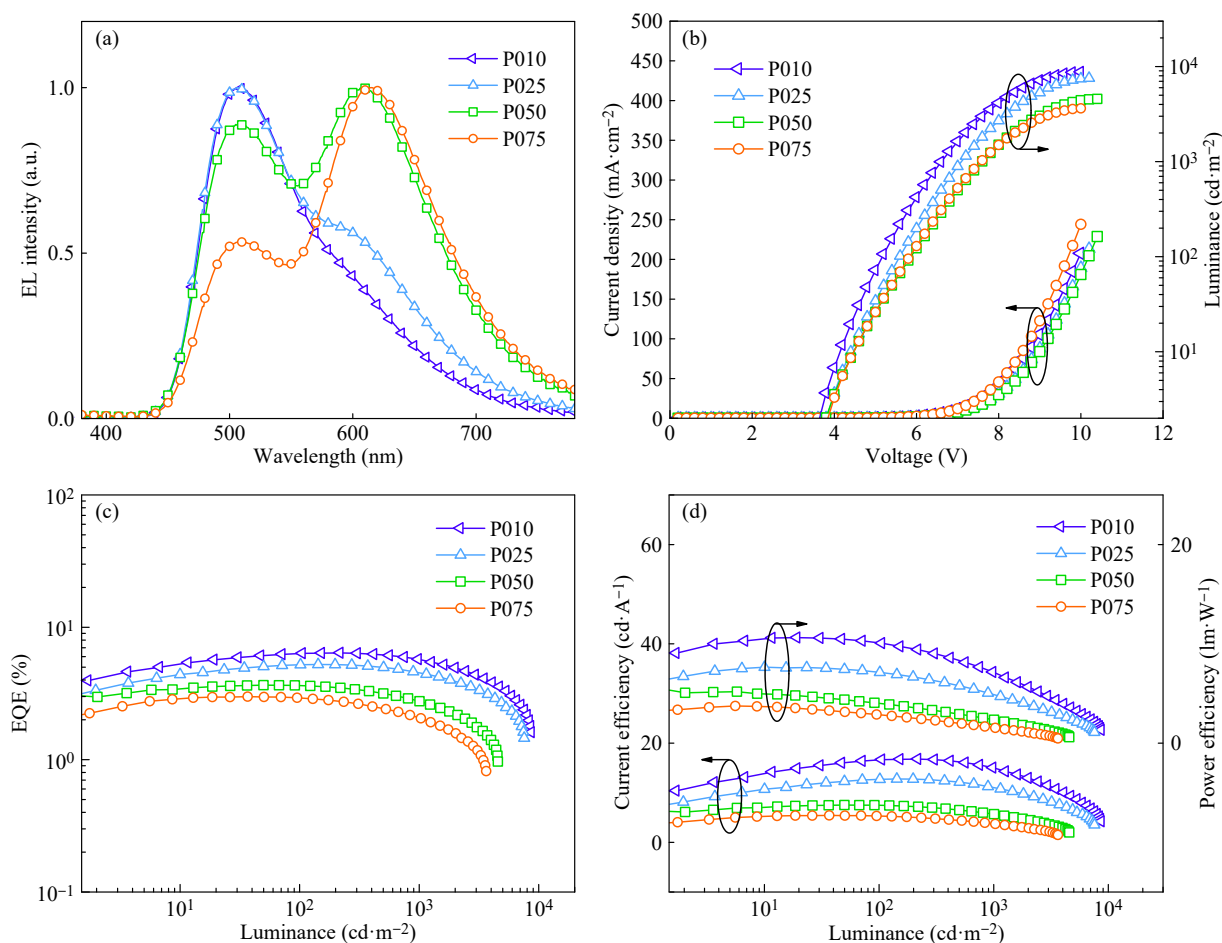 (a)
P010
P025
P050
P075
1.0
0.5
0.0
EL intensity (a.u.)
400 500 600 700
Wavelength (nm)
(b)
P010
P025
P050
P075
500
450
400
350
300
250
200
150
100
50
0
Current density (mA·cm−2)
10⁴
10³
10²
10¹
Luminance (cd·m−2)
0 2 4 6 8 10 12
Voltage (V)
(c)
P010
P025
P050
P075
10²
10¹
10⁰
10⁻¹
EQE (%)
10¹ 10² 10³ 10⁴
Luminance (cd·m−2)
(d)
P010
P025
P050
P075
60
40
20
0
Current efficiency (cd·A−1)
20
0
Power efficiency (lm·W−1)
10¹ 10² 10³ 10⁴
Luminance (cd·m−2)